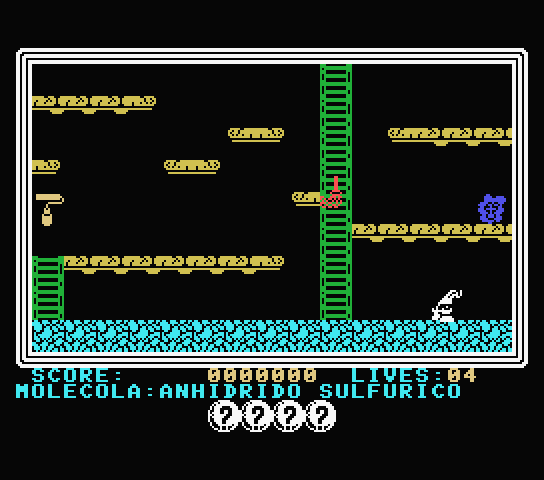 SCORE: 0000000 LIVES:04
MOLECOLA:ANHIDRIDO SULFURICO
? ? ? ?